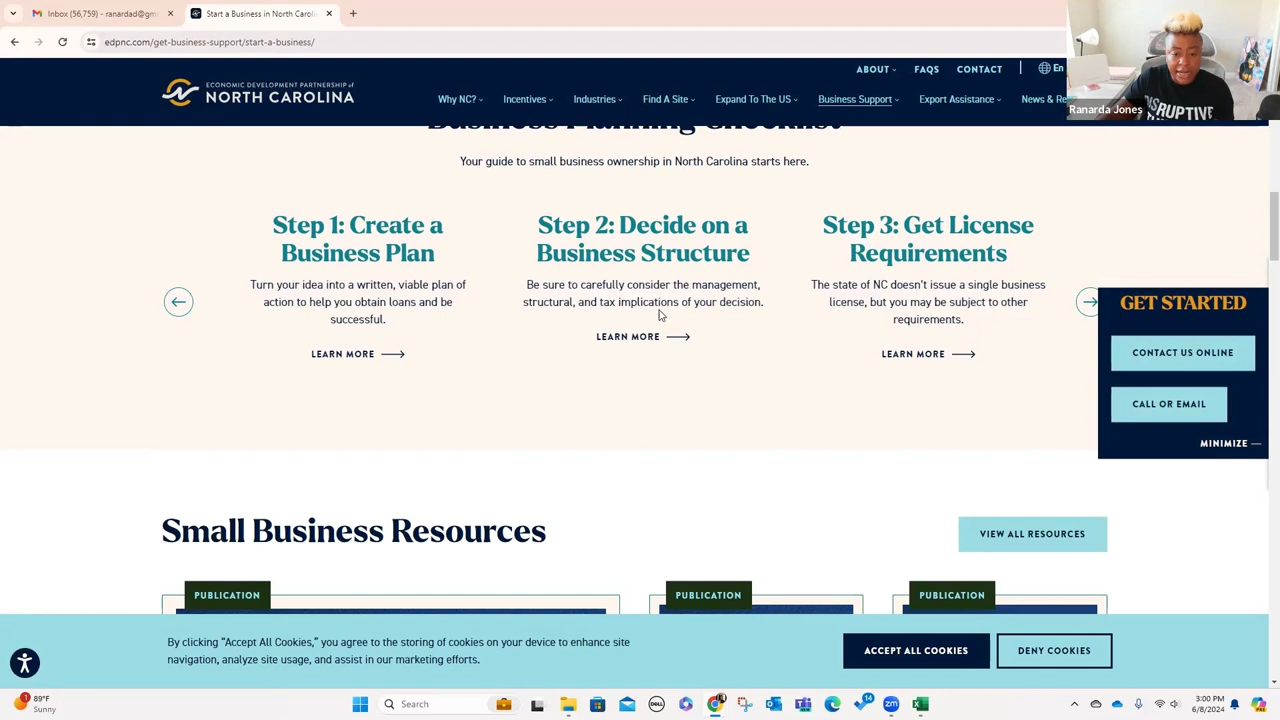 Inbox (56,759) - ranardad@gm
Start a Business in North Caroli
edpnc.com/get-business-support/start-a-business/
ECONOMIC DEVELOPMENT PARTNERSHIP of
NORTH CAROLINA
ABOUT
FAQS
CONTACT
En
Why NC?
Incentives
Industries
Find A Site
Expand To The US
Business Support
Export Assistance
News & Re
DISRUPTIVE
Ranarda Jones
Business Planning Checklist
Your guide to small business ownership in North Carolina starts here.
Step 1: Create a
Business Plan
Turn your idea into a written, viable plan of
action to help you obtain loans and be
successful.
LEARN MORE
Step 2: Decide on a
Business Structure
Be sure to carefully consider the management,
structural, and tax implications of your decision.
LEARN MORE
Step 3: Get License
Requirements
The state of NC doesn't issue a single business
license, but you may be subject to other
requirements.
LEARN MORE
GET STARTED
CONTACT US ONLINE
CALL OR EMAIL
MINIMIZE —
Small Business Resources
VIEW ALL RESOURCES
PUBLICATION
PUBLICATION
PUBLICATION
By clicking “Accept All Cookies,” you agree to the storing of cookies on your device to enhance site
navigation, analyze site usage, and assist in our marketing efforts.
ACCEPT ALL COOKIES
DENY COOKIES
1
89°F
Sunny
Search
DELL
14
3:00 PM
6/8/2024